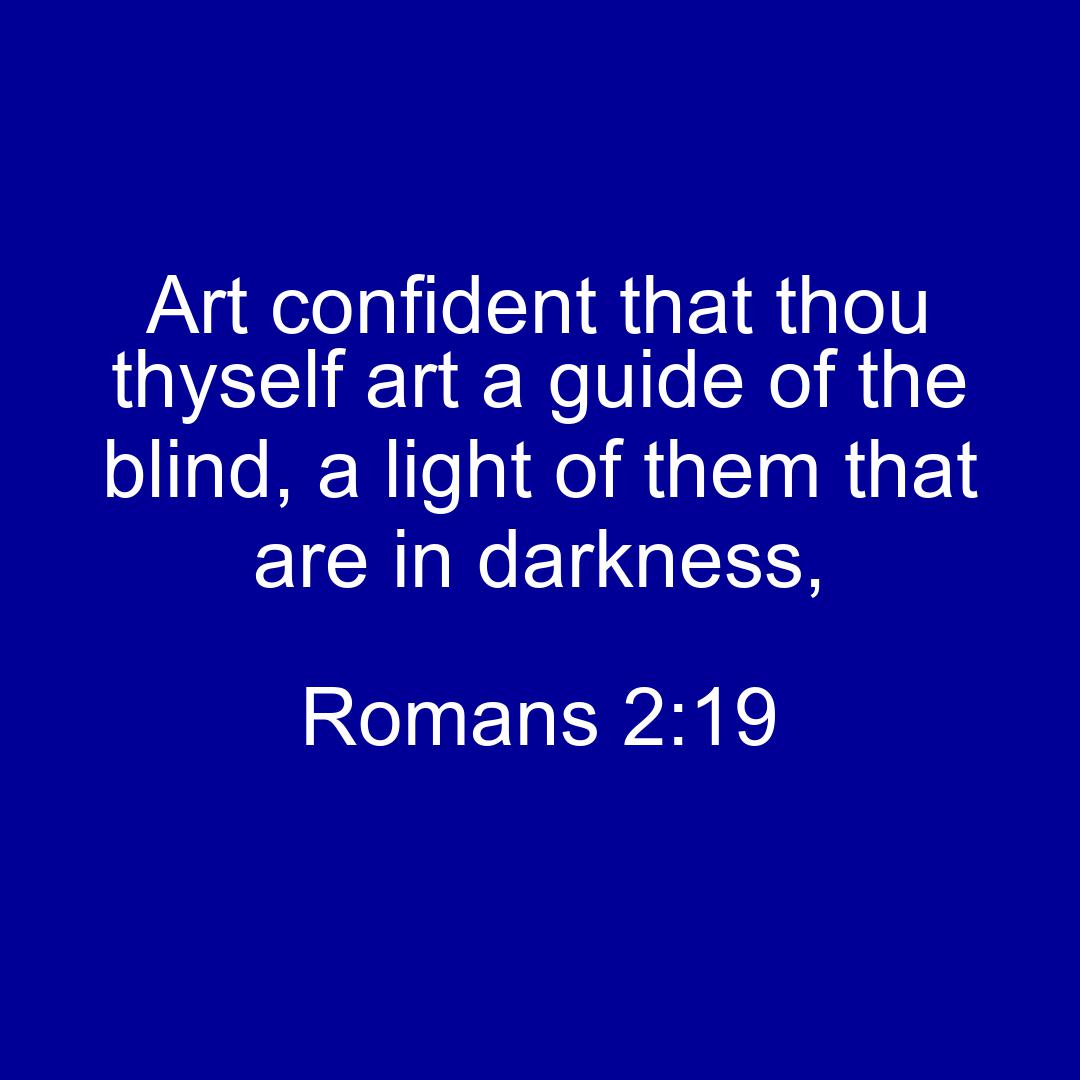 Art confident that thou
thyself art a guide of the
blind, a light of them that
are in darkness,
Romans 2:19